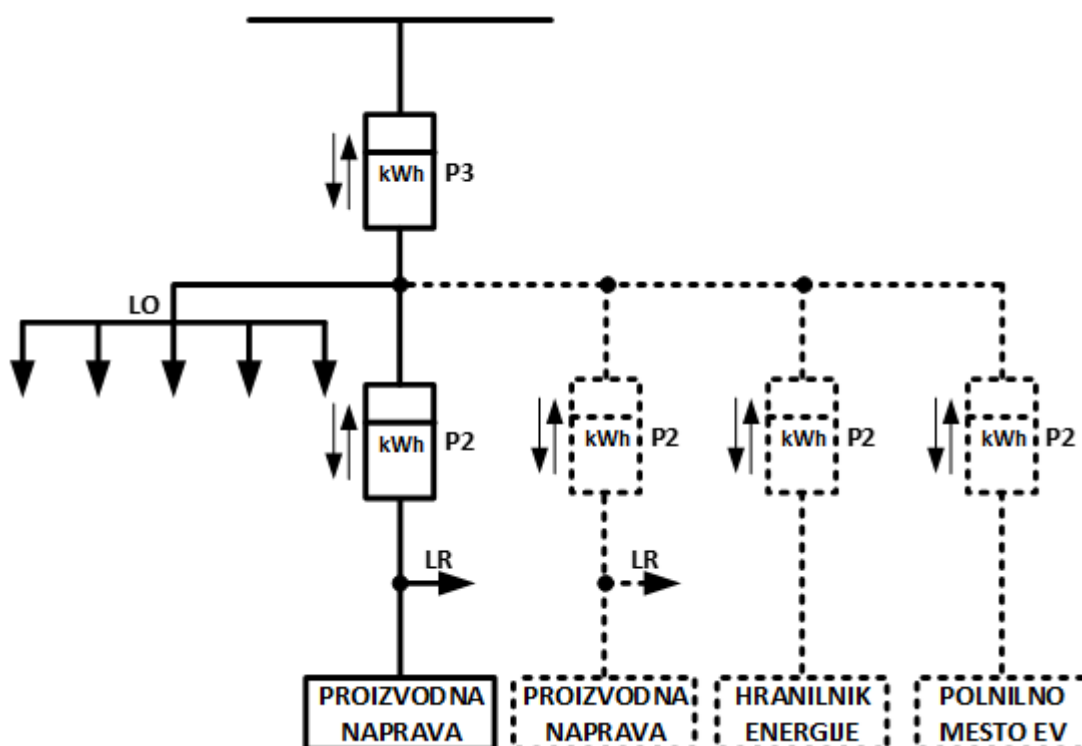 kWh P3
LO
kWh P2
kWh P2
kWh P2
kWh P2
LR
LR
PROIZVODNA
NAPRAVA
PROIZVODNA
NAPRAVA
HRANILNIK
ENERGIJE
POLNILNO
MESTO EV